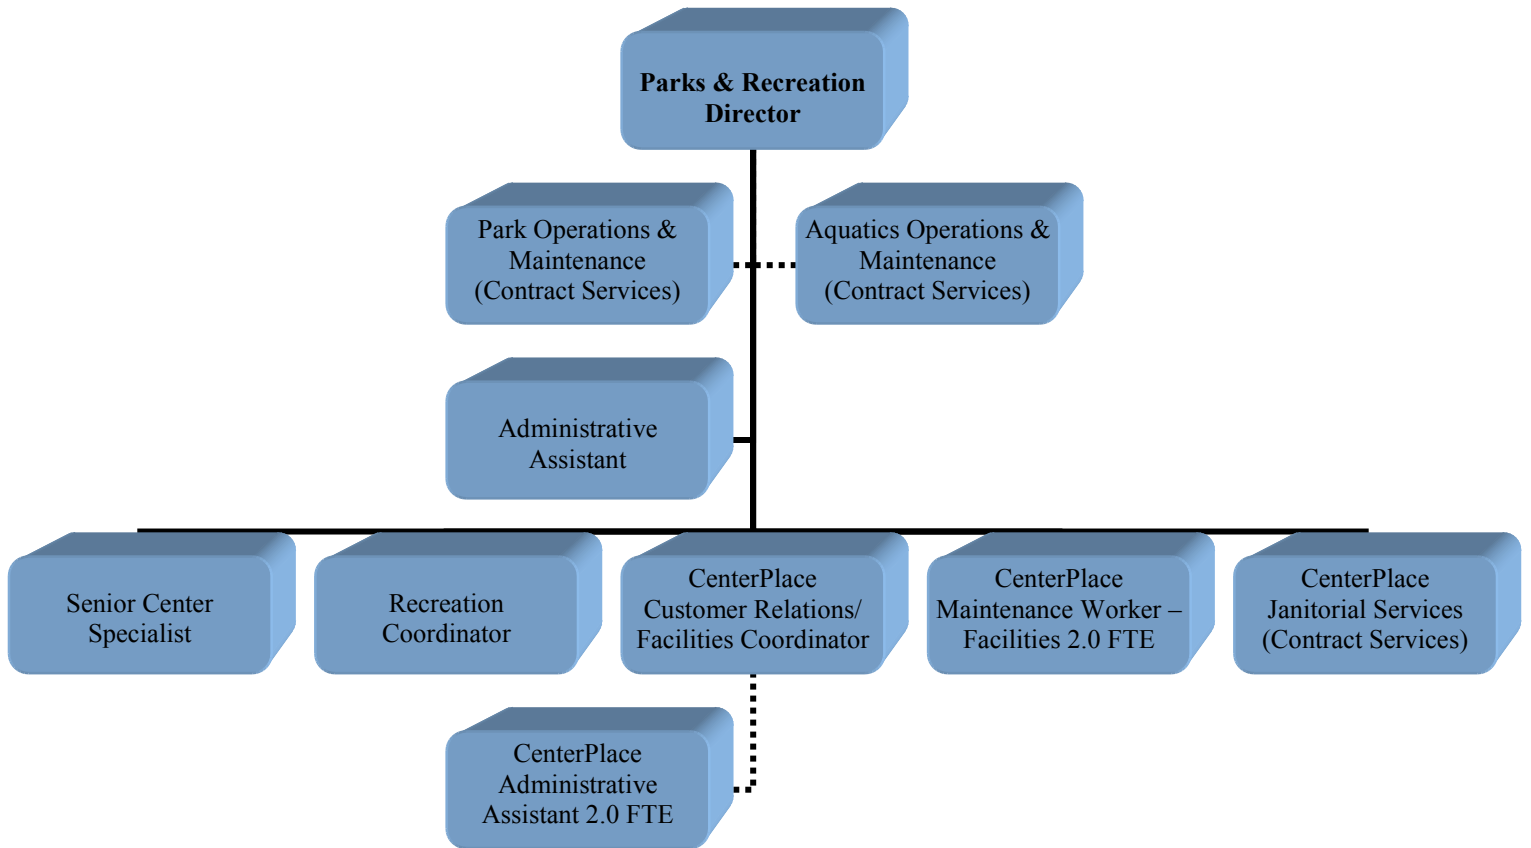 Parks & Recreation
Director
Park Operations &
Maintenance
(Contract Services)
Aquatics Operations &
Maintenance
(Contract Services)
Administrative
Assistant
Senior Center
Specialist
Recreation
Coordinator
CenterPlace
Customer Relations/
Facilities Coordinator
CenterPlace
Maintenance Worker –
Facilities 2.0 FTE
CenterPlace
Janitorial Services
(Contract Services)
CenterPlace
Administrative
Assistant 2.0 FTE